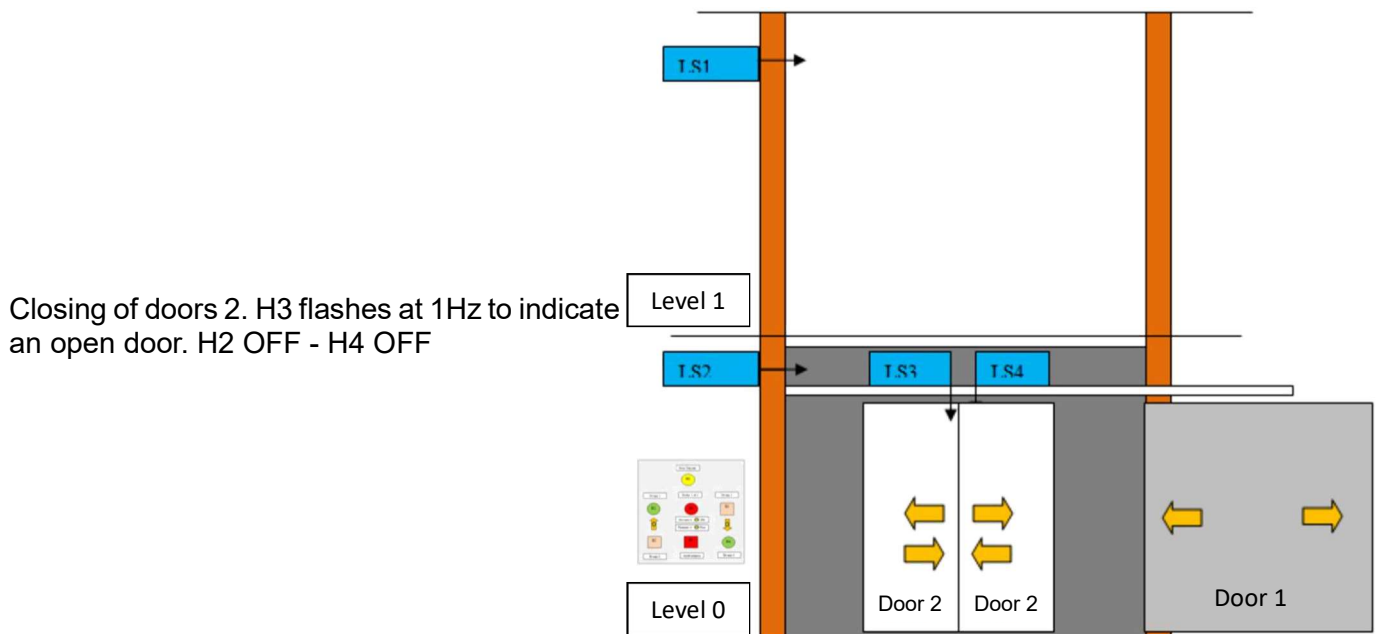 LS1
Level 1
Closing of doors 2. H3 flashes at 1Hz to indicate
an open door. H2 OFF - H4 OFF
LS2
LS3
LS4
Level 0
Door 2
Door 2
Door 1